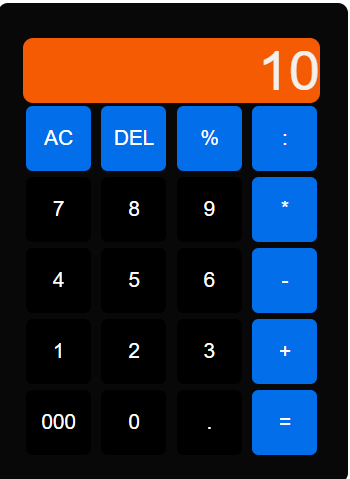 10
AC DEL % :
7 8 9 *
4 5 6 -
1 2 3 +
000 0 . =